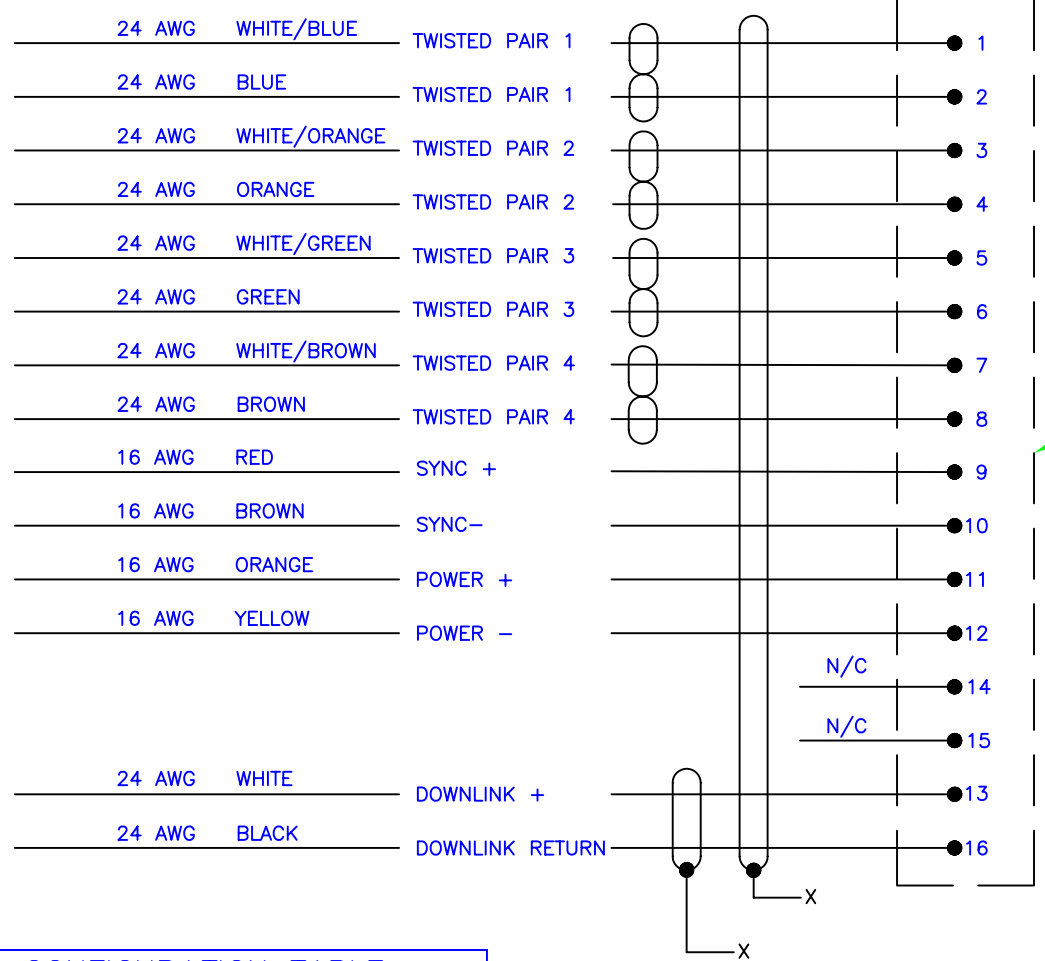 24 AWG WHITE/BLUE TWISTED PAIR 1 1
24 AWG BLUE TWISTED PAIR 1 2
24 AWG WHITE/ORANGE TWISTED PAIR 2 3
24 AWG ORANGE TWISTED PAIR 2 4
24 AWG WHITE/GREEN TWISTED PAIR 3 5
24 AWG GREEN TWISTED PAIR 3 6
24 AWG WHITE/BROWN TWISTED PAIR 4 7
24 AWG BROWN TWISTED PAIR 4 8
16 AWG RED SYNC + 9
16 AWG BROWN SYNC- 10
16 AWG ORANGE POWER + 11
16 AWG YELLOW POWER - 12
N/C 14
N/C 15
24 AWG WHITE DOWNLINK + 13
24 AWG BLACK DOWNLINK RETURN 16
X
X